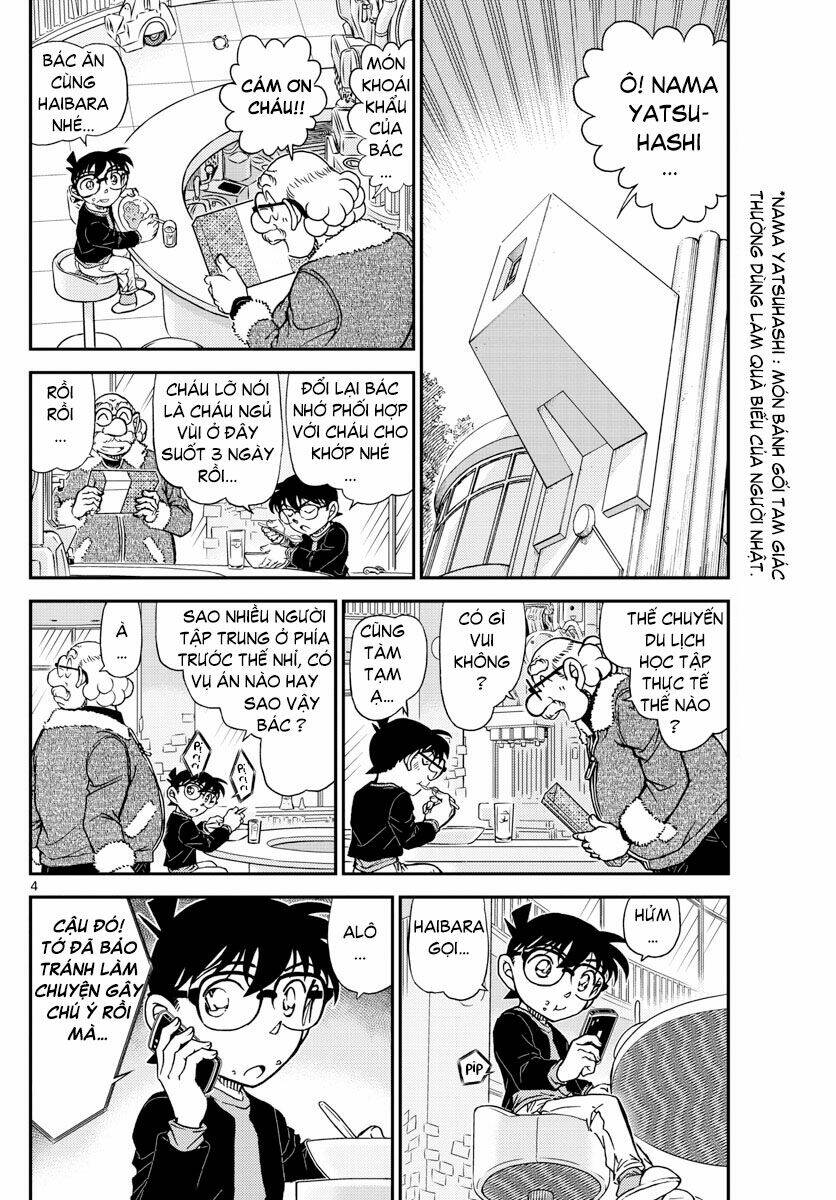 Ô! NAMA
YATSU-
HASHI
...
MÓN
KHOÁI
KHẨU
CỦA
BÁC...
CÁM ƠN
CHÁU!!
BÁC ĂN
CÙNG
HAIBARA
NHÉ...
*NAMA YATSUHASHI : MÓN BÁNH GỐI TAM GIÁC
THƯỜNG DÙNG LÀM QUÀ BIẾU CỦA NGƯỜI NHẬT.
ĐỔI LẠI BÁC
NHỚ PHỐI HỢP
VỚI CHÁU CHO
KHỚP NHÉ
...
CHÁU LỠ NÓI
LÀ CHÁU NGỦ
VÙI Ở ĐÂY
SUỐT 3 NGÀY
RỒI...
RỒI
RỒI
...
THẾ CHUYẾN
DU LỊCH
HỌC TẬP
THỰC TẾ
THẾ NÀO
?
CÓ GÌ
VUI
KHÔNG
?
CŨNG
TÀM
TẠM
Ạ...
SAO NHIỀU NGƯỜI
TẬP TRUNG Ở PHÍA
TRƯỚC THẾ NHỈ, CÓ
VỤ ÁN NÀO HAY
SAO VẬY
BÁC ?
À
...
PIRIRI
PIRIRI
4
HỬM
...
HAIBARA
GỌI...
PIP
ALÔ
...
CẬU ĐÓ!
TỚ ĐÃ BẢO
TRÁNH LÀM
CHUYỆN GÂY
CHÚ Ý RỒI
MÀ...